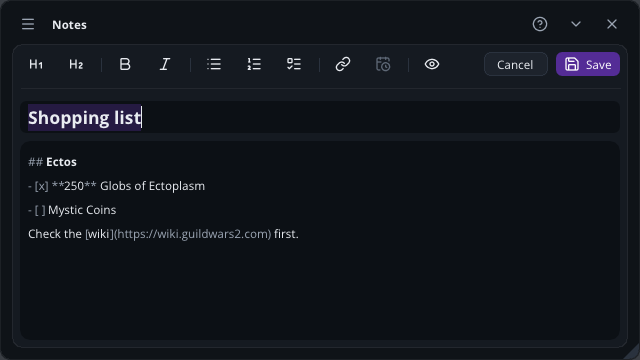 Notes
H1 H2 B I Cancel Save
Shopping list
## Ectos
- [x] **250** Globs of Ectoplasm
- [ ] Mystic Coins
Check the [wiki](https://wiki.guildwars2.com) first.